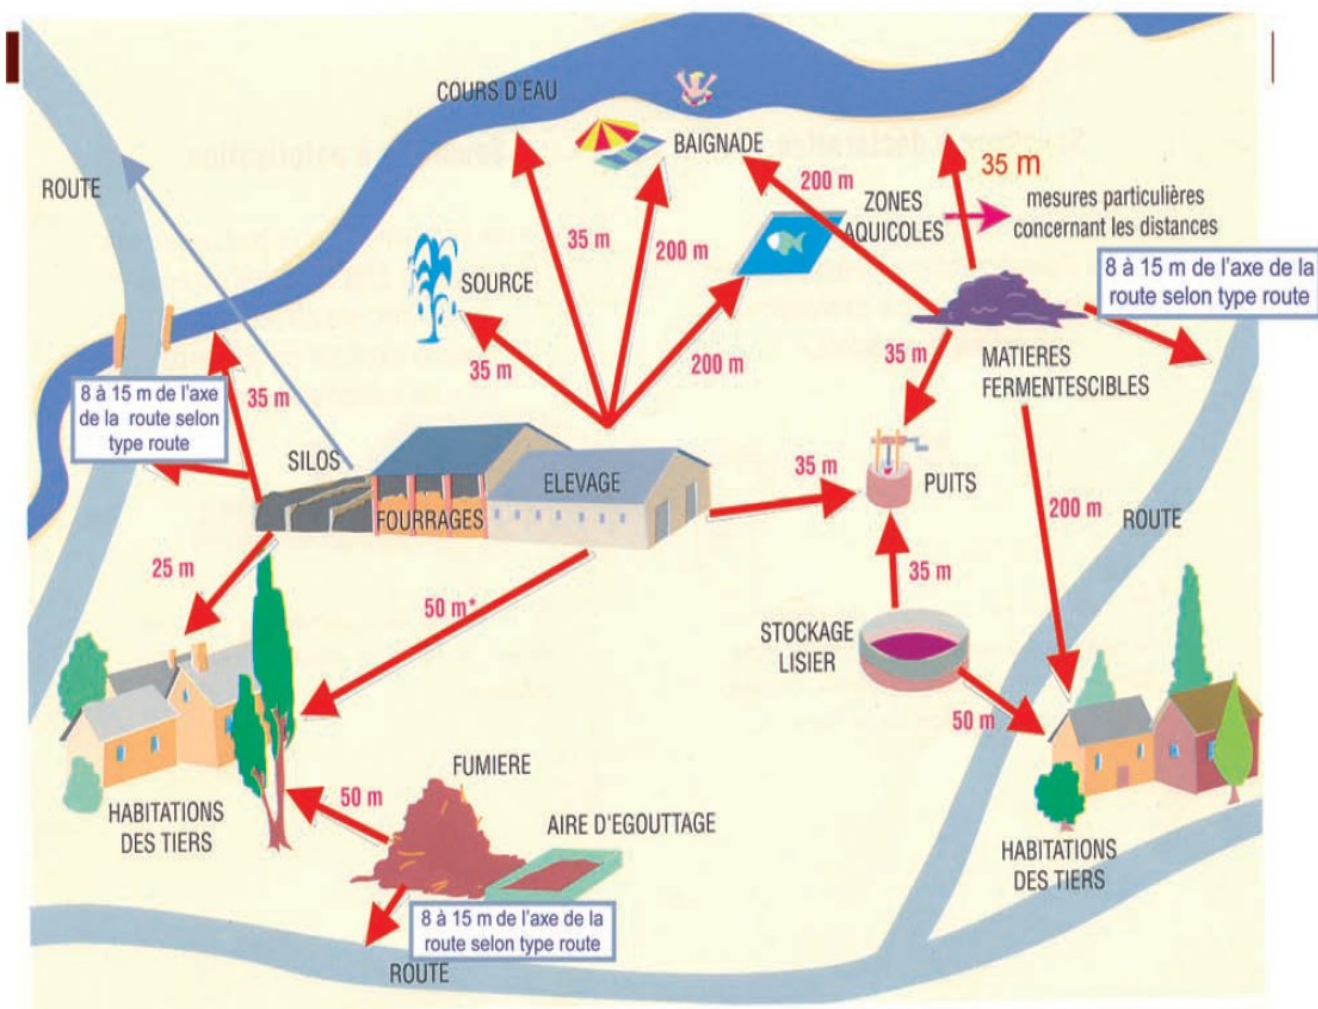 COURS D'EAU
BAIGNADE
35 m
ROUTE
200 m
ZONES
AQUICOLES
mesures particulières
concernant les distances
35 m
200 m
SOURCE
8 à 15 m de l'axe de la
route selon type route
35 m
200 m
35 m
MATIERES
FERMENTESCIBLES
8 à 15 m de l'axe
de la route selon
type route
35 m
SILOS
FOURRAGES
ELEVAGE
35 m
PUITS
200 m
ROUTE
25 m
50 m*
35 m
STOCKAGE
LISIER
50 m
HABITATIONS
DES TIERS
FUMIERE
50 m
AIRE D'EGOUTTAGE
HABITATIONS
DES TIERS
8 à 15 m de l'axe de la
route selon type route
ROUTE